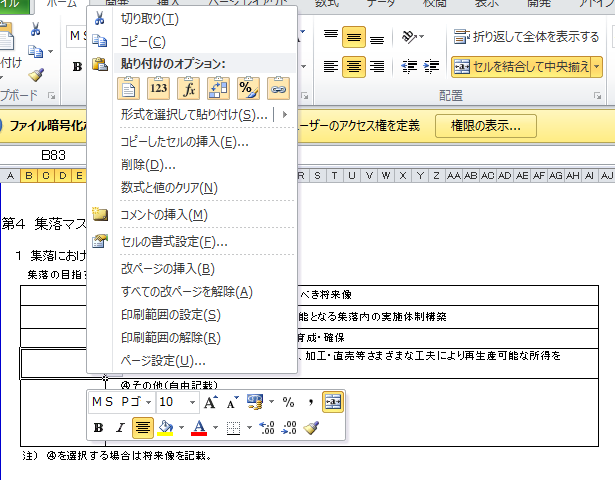 ホーム 開発 挿入 ページレイアウト 数式 データ 校閲 表示 開発
切り取り(T)
コピー(C)
貼り付けのオプション:
123
fx
%
形式を選択して貼り付け(S)...
コピーしたセルの挿入(E)...
削除(D)...
数式と値のクリア(N)
コメントの挿入(M)
セルの書式設定(F)...
改ページの挿入(B)
すべての改ページを解除(A)
印刷範囲の設定(S)
印刷範囲の解除(R)
ページ設定(U)...
折り返して全体を表示する
セルを結合して中央揃え
配置
ファイル暗号化
ーザーのアクセス権を定義
権限の表示...
B83
A B C D E R S T U V W X Y Z AA AB AC AD AE AF AG AH AI AJ
第4 集落マス
1 集落におけ
集落の目指す
べき将来像
能となる集落内の実施体制構築
育成・確保
、加工・直売等さまざまな工夫により再生産可能な所得を
④その他(自由記載)
MS Pゴ 10 A A % ,
B I A
.00
注) ④を選択する場合は将来像を記載。